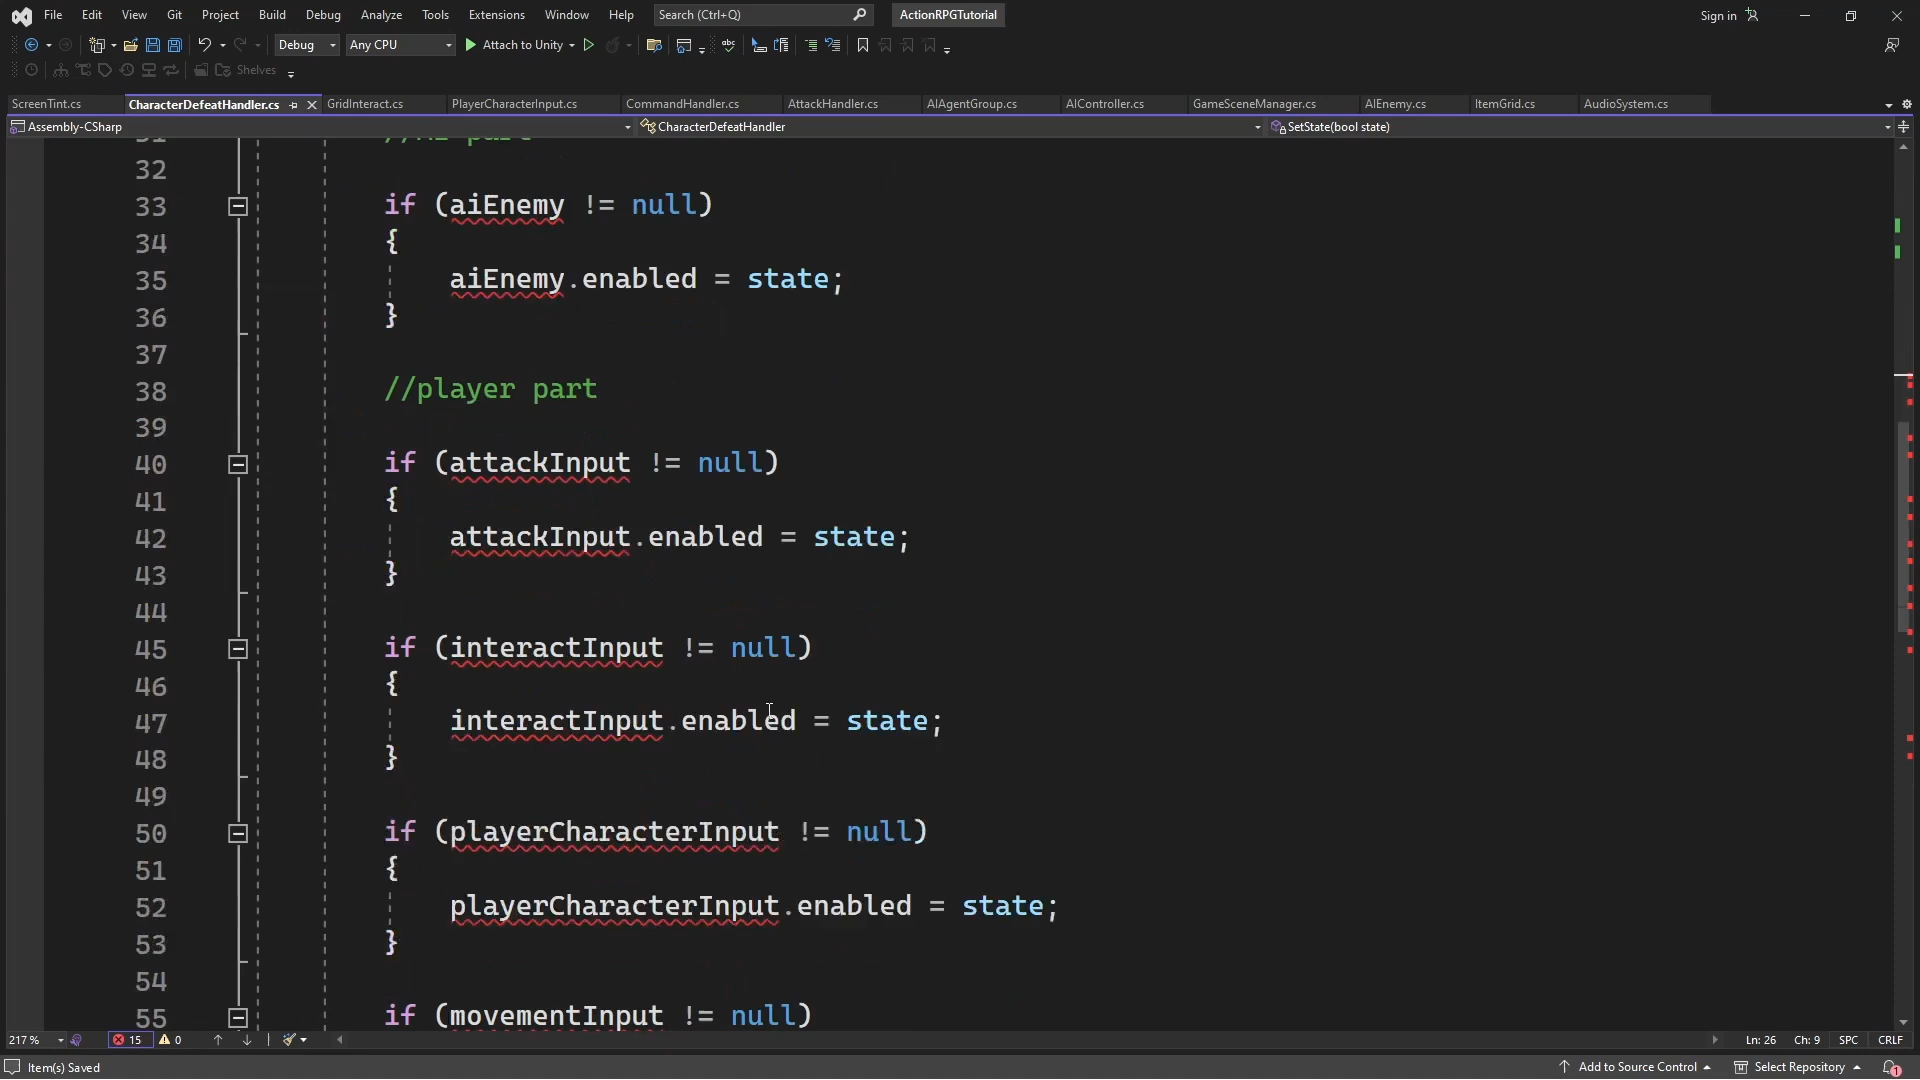 File Edit View Git Project Build Debug Analyze Tools Extensions Window Help Search (Ctrl+Q) ActionRPGTutorial Sign in
Debug Any CPU Attach to Unity
Shelves
ScreenTint.cs CharacterDefeatHandler.cs GridInteract.cs PlayerCharacterInput.cs CommandHandler.cs AttackHandler.cs AIAgentGroup.cs AIController.cs GameSceneManager.cs AIEnemy.cs ItemGrid.cs AudioSystem.cs
Assembly-CSharp CharacterDefeatHandler SetState(bool state)
31 //AI part
32
33 if (aiEnemy != null)
34 {
35 aiEnemy.enabled = state;
36 }
37
38 //player part
39
40 if (attackInput != null)
41 {
42 attackInput.enabled = state;
43 }
44
45 if (interactInput != null)
46 {
47 interactInput.enabled = state;
48 }
49
50 if (playerCharacterInput != null)
51 {
52 playerCharacterInput.enabled = state;
53 }
54
55 if (movementInput != null)
217 % 15 0 Ln: 26 Ch: 9 SPC CRLF
Item(s) Saved Add to Source Control Select Repository 1